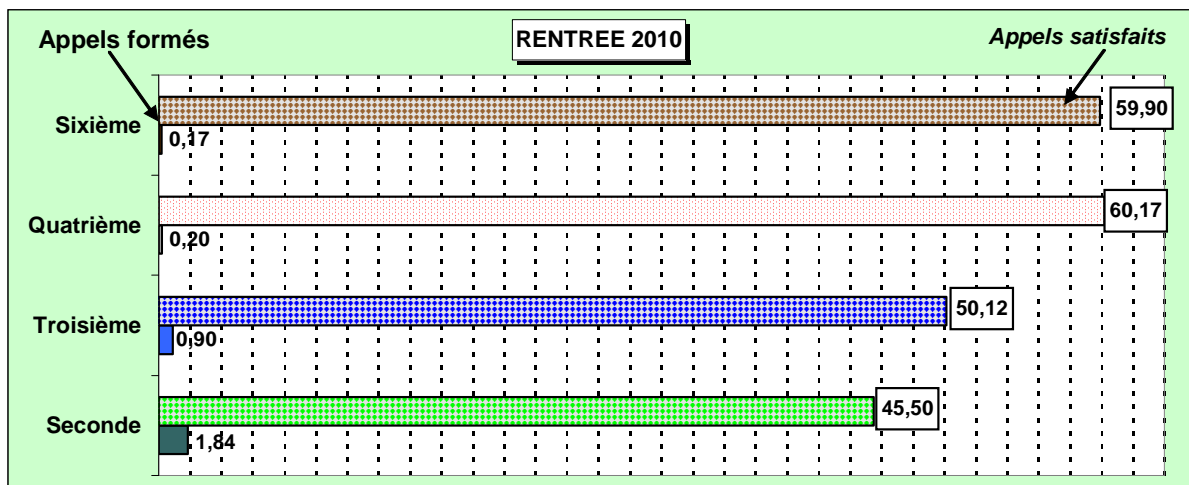 RENTREE 2010
Appels formés
Appels satisfaits
Sixième
59,90
0,17
Quatrième
60,17
0,20
Troisième
50,12
0,90
Seconde
45,50
1,84